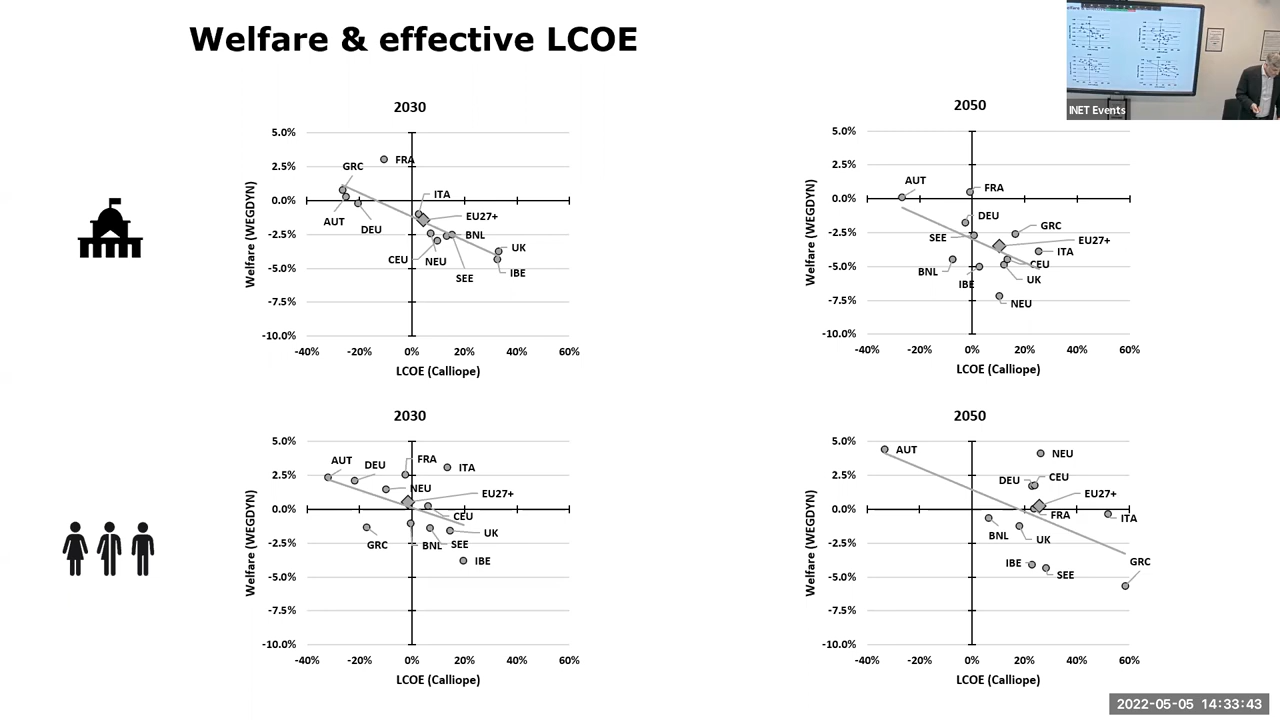 Welfare & effective LCOE
INET Events
2030
5.0%
2.5%
0.0%
-2.5%
-5.0%
-7.5%
-10.0%
-40%
-20%
0%
20%
40%
60%
Welfare (WEGDYN)
LCOE (Calliope)
GRC
FRA
AUT
DEU
ITA
EU27+
BNL
CEU
NEU
SEE
UK
IBE
2050
5.0%
2.5%
0.0%
-2.5%
-5.0%
-7.5%
-10.0%
-40%
-20%
0%
20%
40%
60%
Welfare (WEGDYN)
LCOE (Calliope)
AUT
FRA
DEU
SEE
GRC
EU27+
ITA
BNL
CEU
IBE
UK
NEU
2030
5.0%
2.5%
0.0%
-2.5%
-5.0%
-7.5%
-10.0%
-40%
-20%
0%
20%
40%
60%
Welfare (WEGDYN)
LCOE (Calliope)
AUT
DEU
FRA
ITA
NEU
EU27+
CEU
GRC
BNL
SEE
UK
IBE
2050
5.0%
2.5%
0.0%
-2.5%
-5.0%
-7.5%
-10.0%
-40%
-20%
0%
20%
40%
60%
Welfare (WEGDYN)
LCOE (Calliope)
AUT
NEU
DEU
CEU
EU27+
FRA
ITA
BNL
UK
IBE
SEE
GRC
2022-05-05 14:33:43